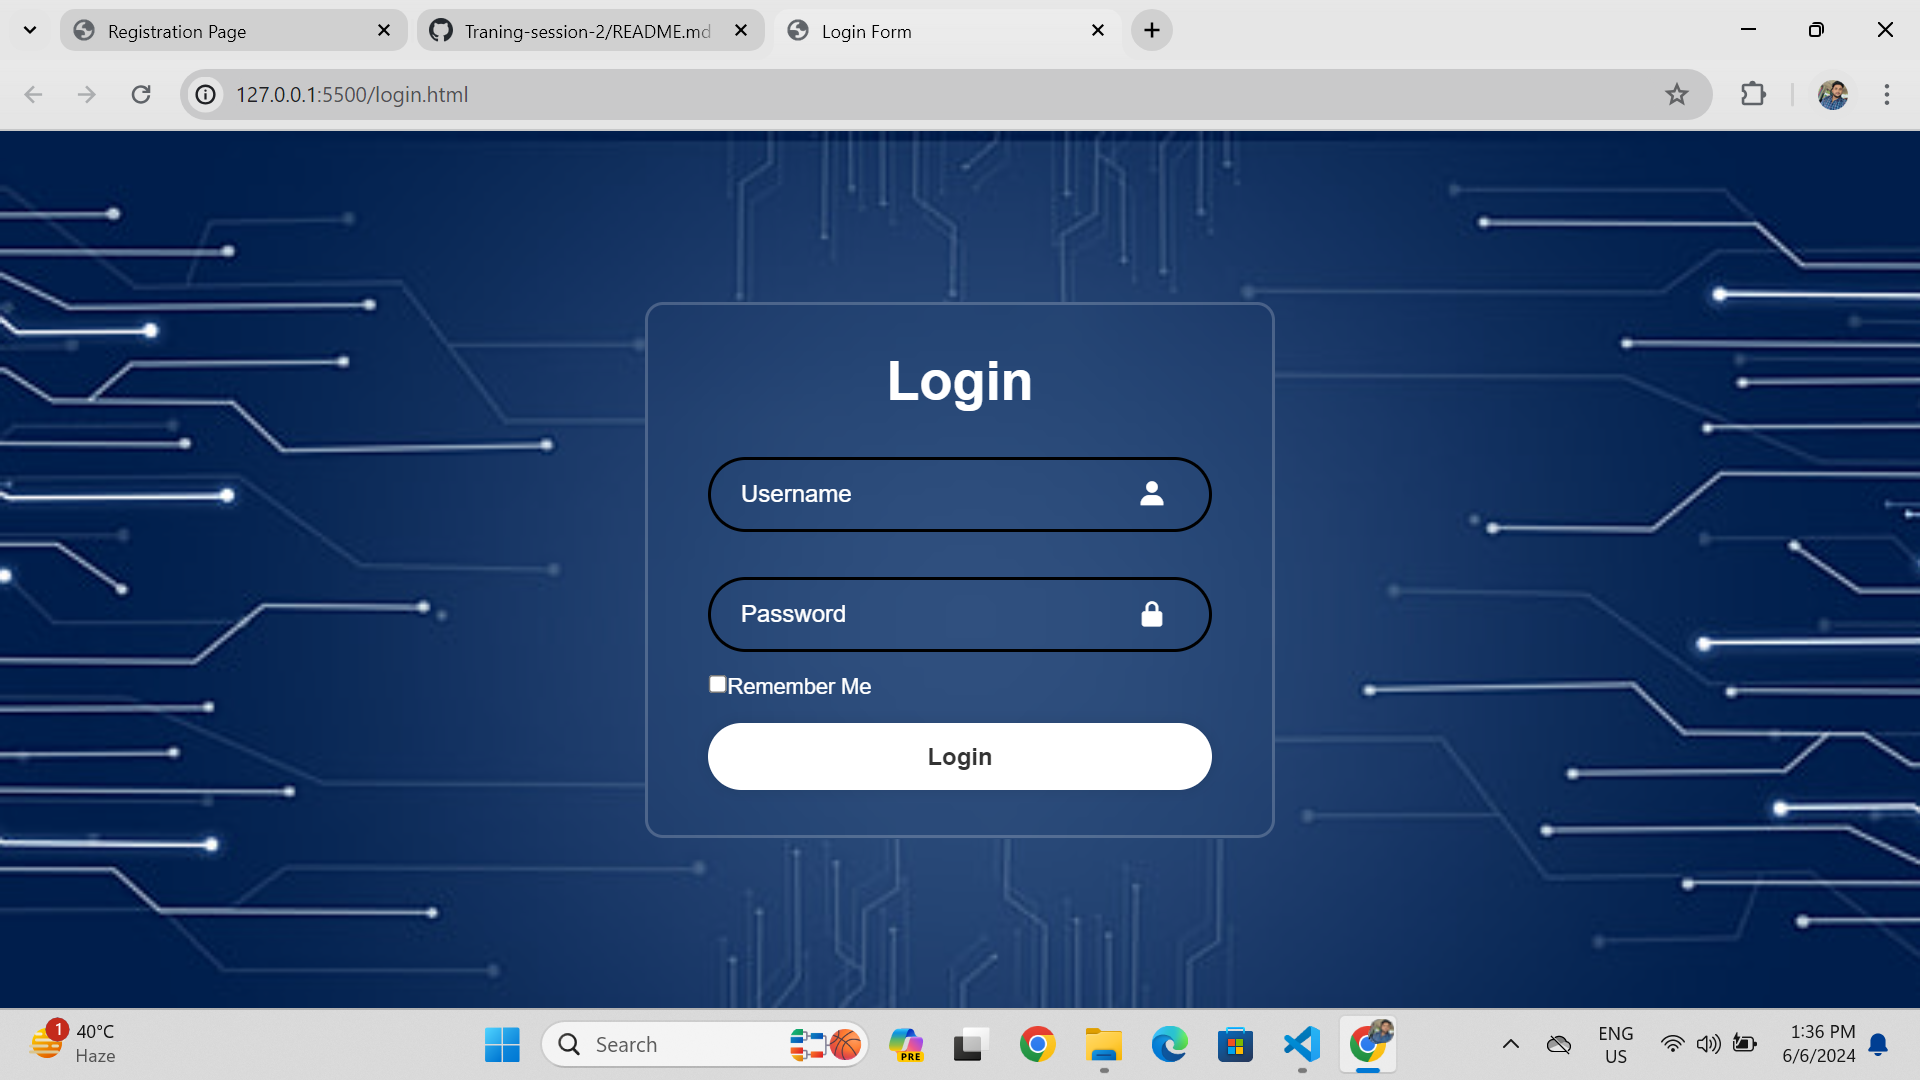 Registration Page
Traning-session-2/README.md
Login Form
127.0.0.1:5500/login.html
Login
Username
Password
Remember Me
Login
1
40°C
Haze
Search
PRE
ENG
US
1:36 PM
6/6/2024